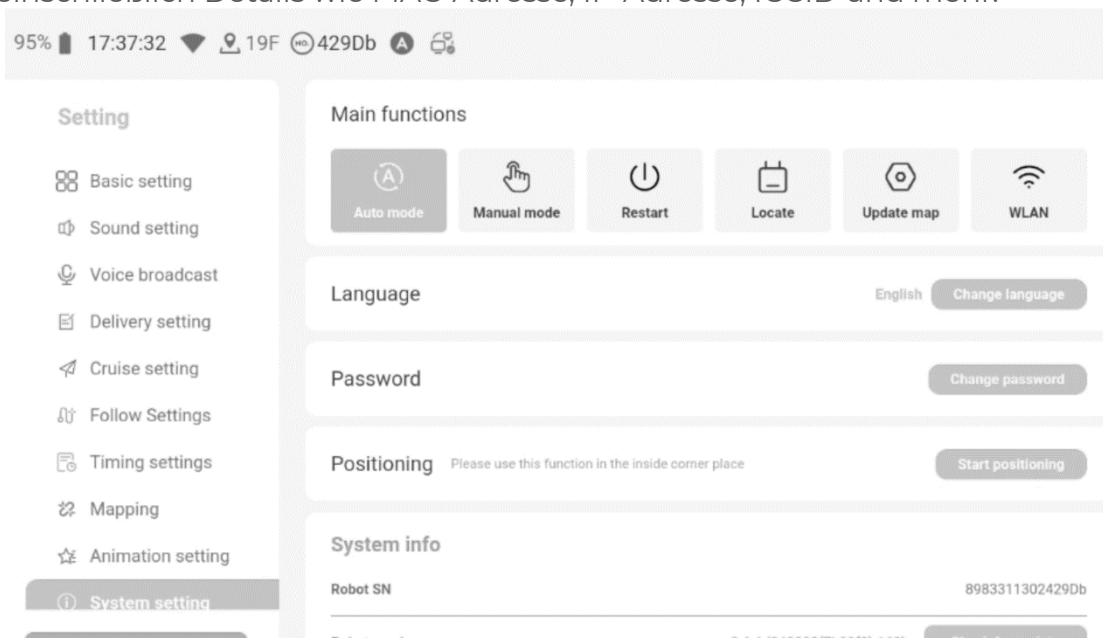 95% 17:37:32 19F NO. 429Db A
Setting
Basic setting
Sound setting
Voice broadcast
Delivery setting
Cruise setting
Follow Settings
Timing settings
Mapping
Animation setting
System setting
Main functions
Auto mode
Manual mode
Restart
Locate
Update map
WLAN
Language
English
Change language
Password
Change password
Positioning Please use this function in the inside corner place
Start positioning
System info
Robot SN
8983311302429Db